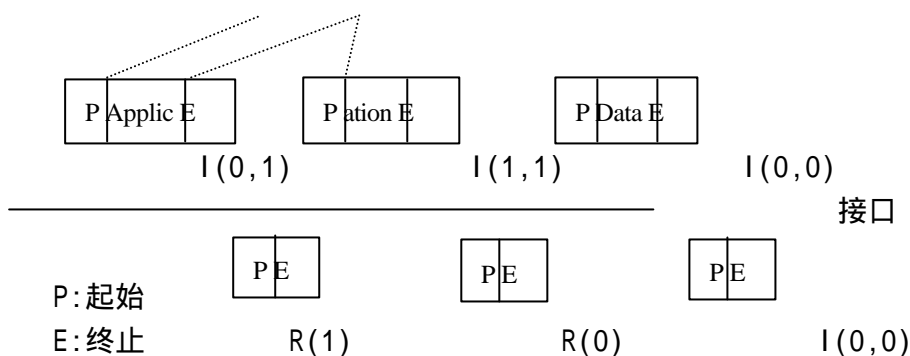 P Applic E P ation E P Data E
I(0,1) I(1,1) I(0,0)
接口
P E P E P E
P:起始
E:终止 R(1) R(0) I(0,0)